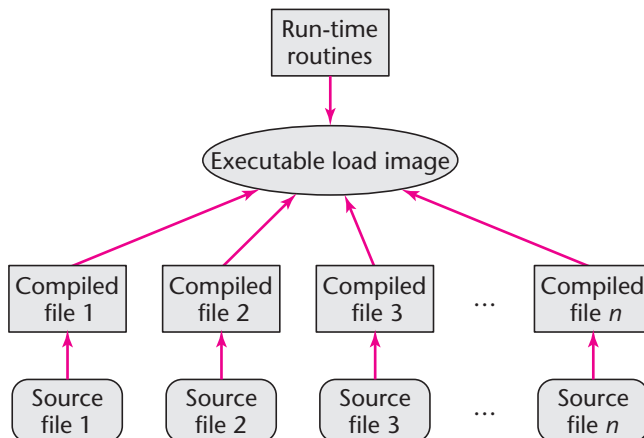 Run-time
routines
Executable load image
Compiled
file 1
Compiled
file 2
Compiled
file 3
...
Compiled
file n
Source
file 1
Source
file 2
Source
file 3
...
Source
file n